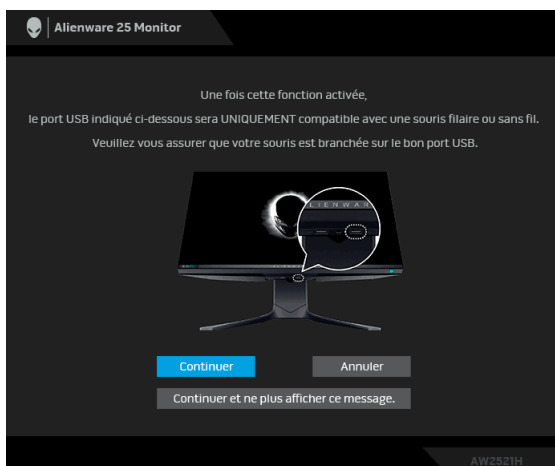 Alienware 25 Monitor
Une fois cette fonction activée,
le port USB indiqué ci-dessous sera UNIQUEMENT compatible avec une souris filaire ou sans fil.
Veuillez vous assurer que votre souris est branchée sur le bon port USB.
LIENWAR
Continuer
Annuler
Continuer et ne plus afficher ce message.
AW2521H